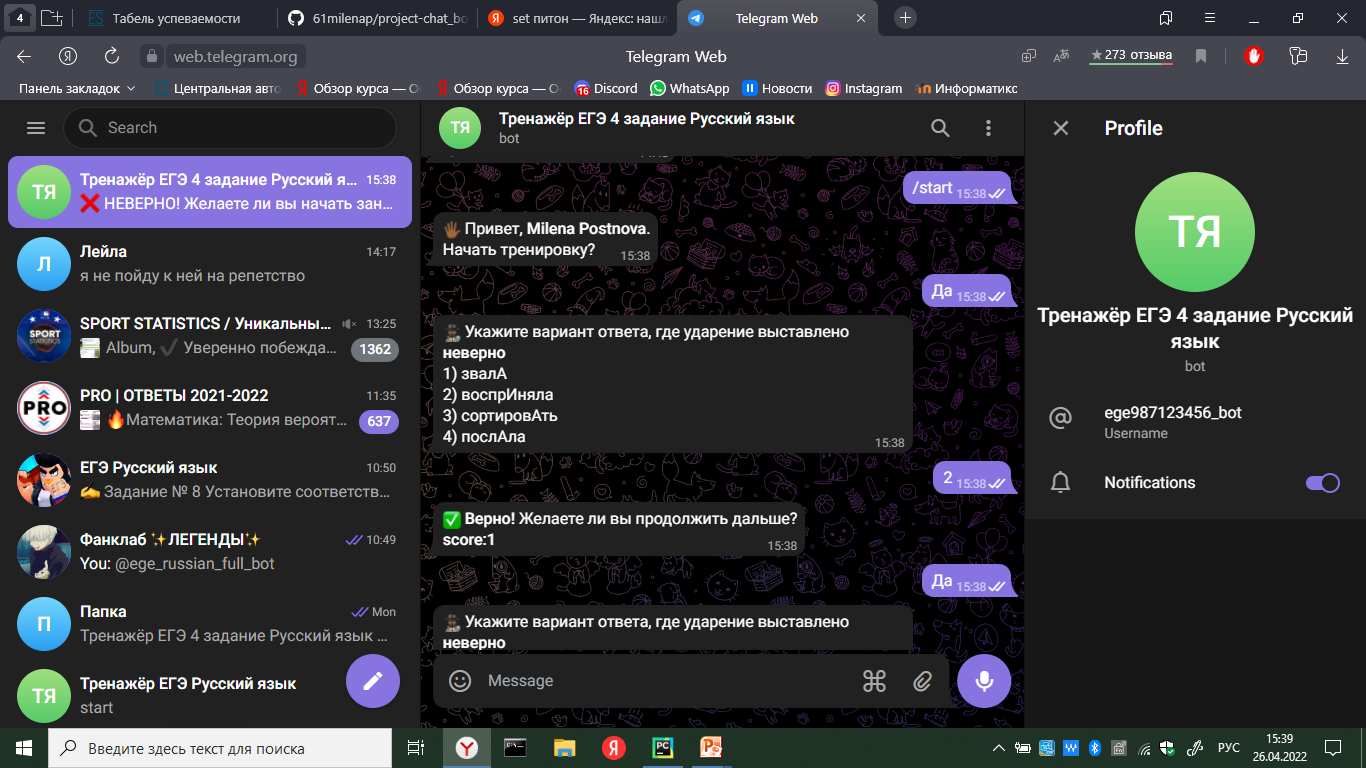 4
Табель успеваемости
61milenap/project-chat_bo
set питон — Яндекс: нашл
Telegram Web
web.telegram.org
Telegram Web
273 отзыва
Панель закладок
Центральная авто
Обзор курса — Оc
Обзор курса — Оc
16
Discord
WhatsApp
Новости
Instagram
Информатикс
Search
ТЯ
Тренажёр ЕГЭ 4 задание Русский я... 15:38
❌ НЕВЕРНО! Желаете ли вы начать зан...
Л
Лейла 14:17
я не пойду к ней на репетство
SPORT STATISTICS
SPORT STATISTICS / Уникальны... 13:25
Album, ✔ Уверенно побежда... 1362
PRO
PRO | ОТВЕТЫ 2021-2022 11:35
🔥Математика: Теория вероят... 637
ЕГЭ Русский язык 10:50
✍ Задание № 8 Установите соответств...
Фанклаб ✨ЛЕГЕНДЫ✨ 10:49
You: @ege_russian_full_bot
П
Папка Mon
Тренажёр ЕГЭ 4 задание Русский язык ...
ТЯ
Тренажёр ЕГЭ Русский язык
start
ТЯ
Тренажёр ЕГЭ 4 задание Русский язык
bot
/start 15:38
🖐🏾 Привет, Milena Postnova.
Начать тренировку? 15:38
Да 15:38
Укажите вариант ответа, где ударение выставлено
неверно
1) звалА
2) воспрИняла
3) сортировАть
4) послАла
15:38
2 15:38
✅ Верно! Желаете ли вы продолжить дальше?
score:1 15:38
Да 15:38
Укажите вариант ответа, где ударение выставлено
неверно
Message
Profile
ТЯ
Тренажёр ЕГЭ 4 задание Русский
язык
bot
ege987123456_bot
Username
Notifications
Введите здесь текст для поиска
РУС
15:39
26.04.2022